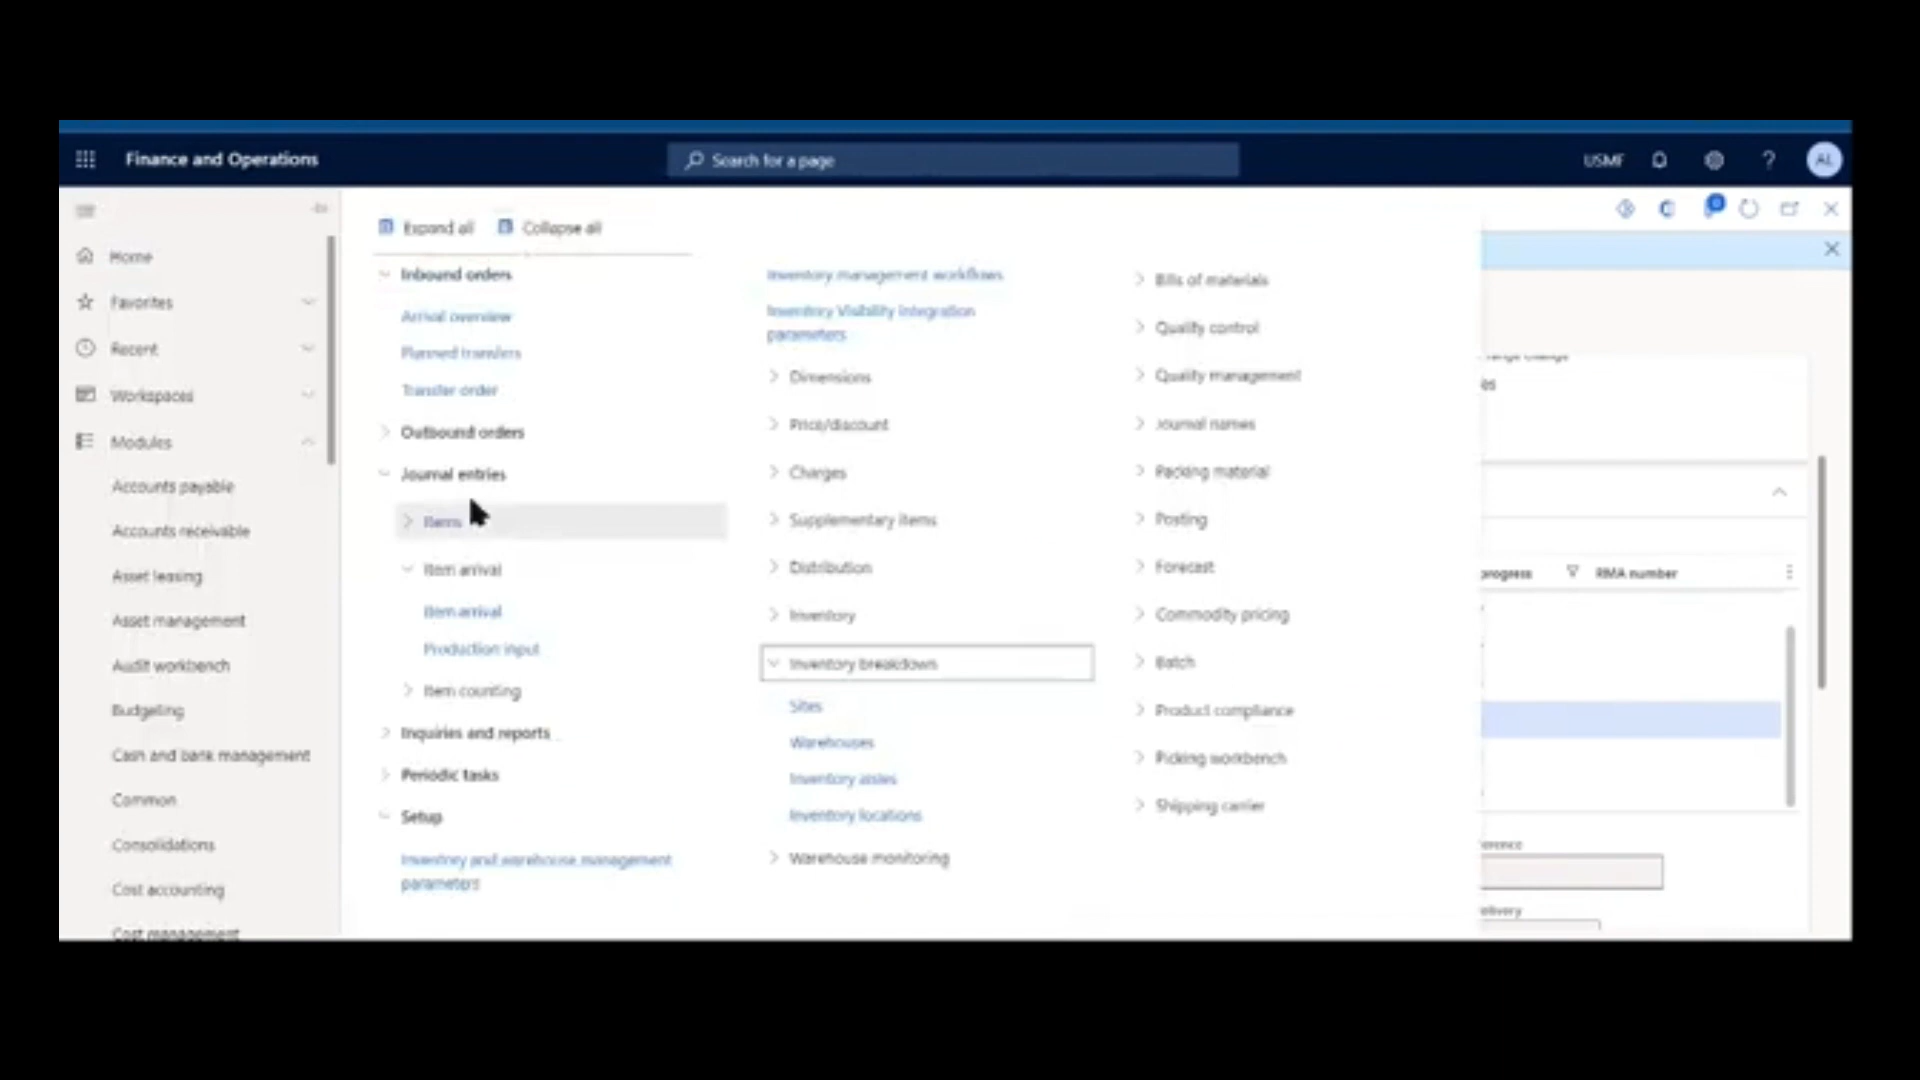 Finance and Operations
Search for a page
USMF
AL
Home
Favorites
Recent
Workspaces
Modules
Accounts payable
Accounts receivable
Asset leasing
Asset management
Audit workbench
Budgeting
Cash and bank management
Common
Consolidations
Cost accounting
Cost management
Expand all
Collapse all
Inbound orders
Arrival overview
Planned transfers
Transfer order
Outbound orders
Journal entries
Items
Item arrival
Item arrival
Production input
Item counting
Inquiries and reports
Periodic tasks
Setup
Inventory and warehouse management
parameters
Inventory management workflows
Inventory Visibility integration
parameters
Dimensions
Price/discount
Charges
Supplementary items
Distribution
Inventory
Inventory breakdown
Sites
Warehouses
Inventory aisles
Inventory locations
Warehouse monitoring
Bills of materials
Quality control
Quality management
Journal names
Packing material
Posting
Forecast
Commodity pricing
Batch
Product compliance
Picking workbench
Shipping carrier
progress
RMA number